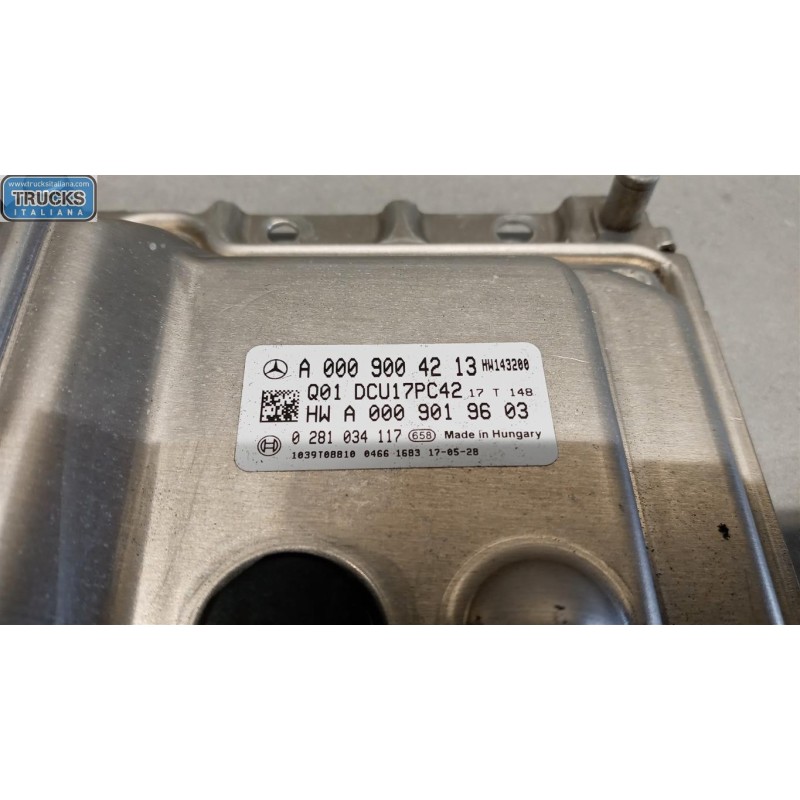 www.trucksitaliana.com
TRUCKS
ITALIANA
A 000 900 42 13 HW143200
Q01 DCU17PC42 17 T 148
HW A 000 901 96 03
0 281 034 117 658 Made in Hungary
1039T08810 0466 1683 17-05-28